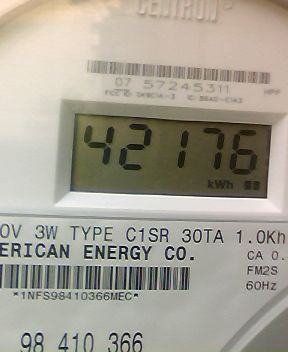 CENTRON®
07 57245311
42176
kWh
0V 3W TYPE C1SR 30TA 1.0Kh
ERICAN ENERGY CO.
CA 0.
FM2S
60Hz
*1NFS98410366MEC*
98 410 366